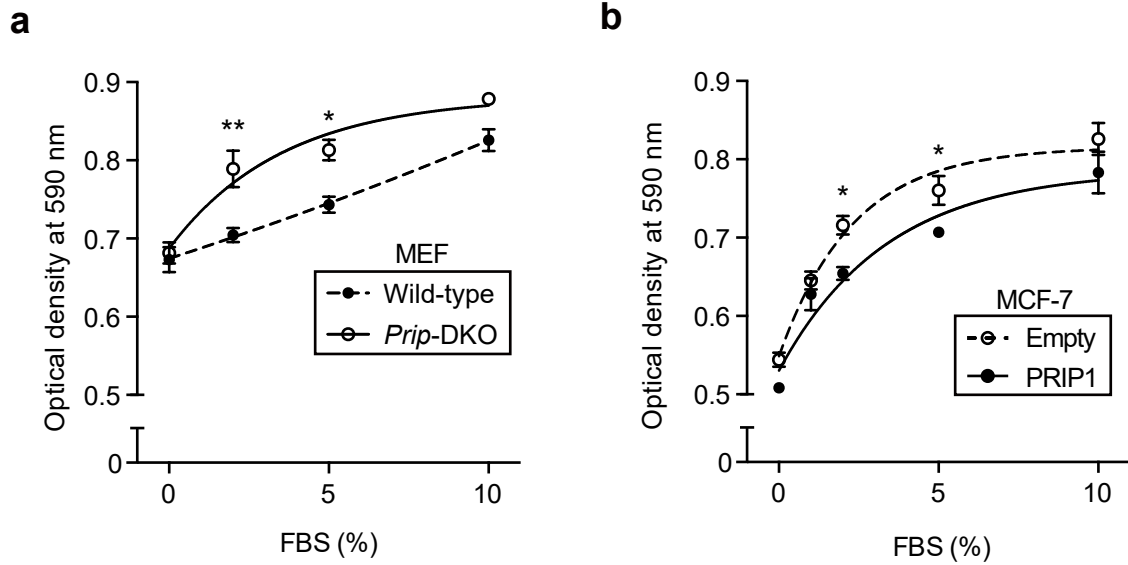 a
0.9
0.8
0.7
0.6
0.5
0
Optical density at 590 nm
**
*
MEF
Wild-type
Prip-DKO
0 5 10
FBS (%)
b
0.9
0.8
0.7
0.6
0.5
0
Optical density at 590 nm
*
*
MCF-7
Empty
PRIP1
0 5 10
FBS (%)